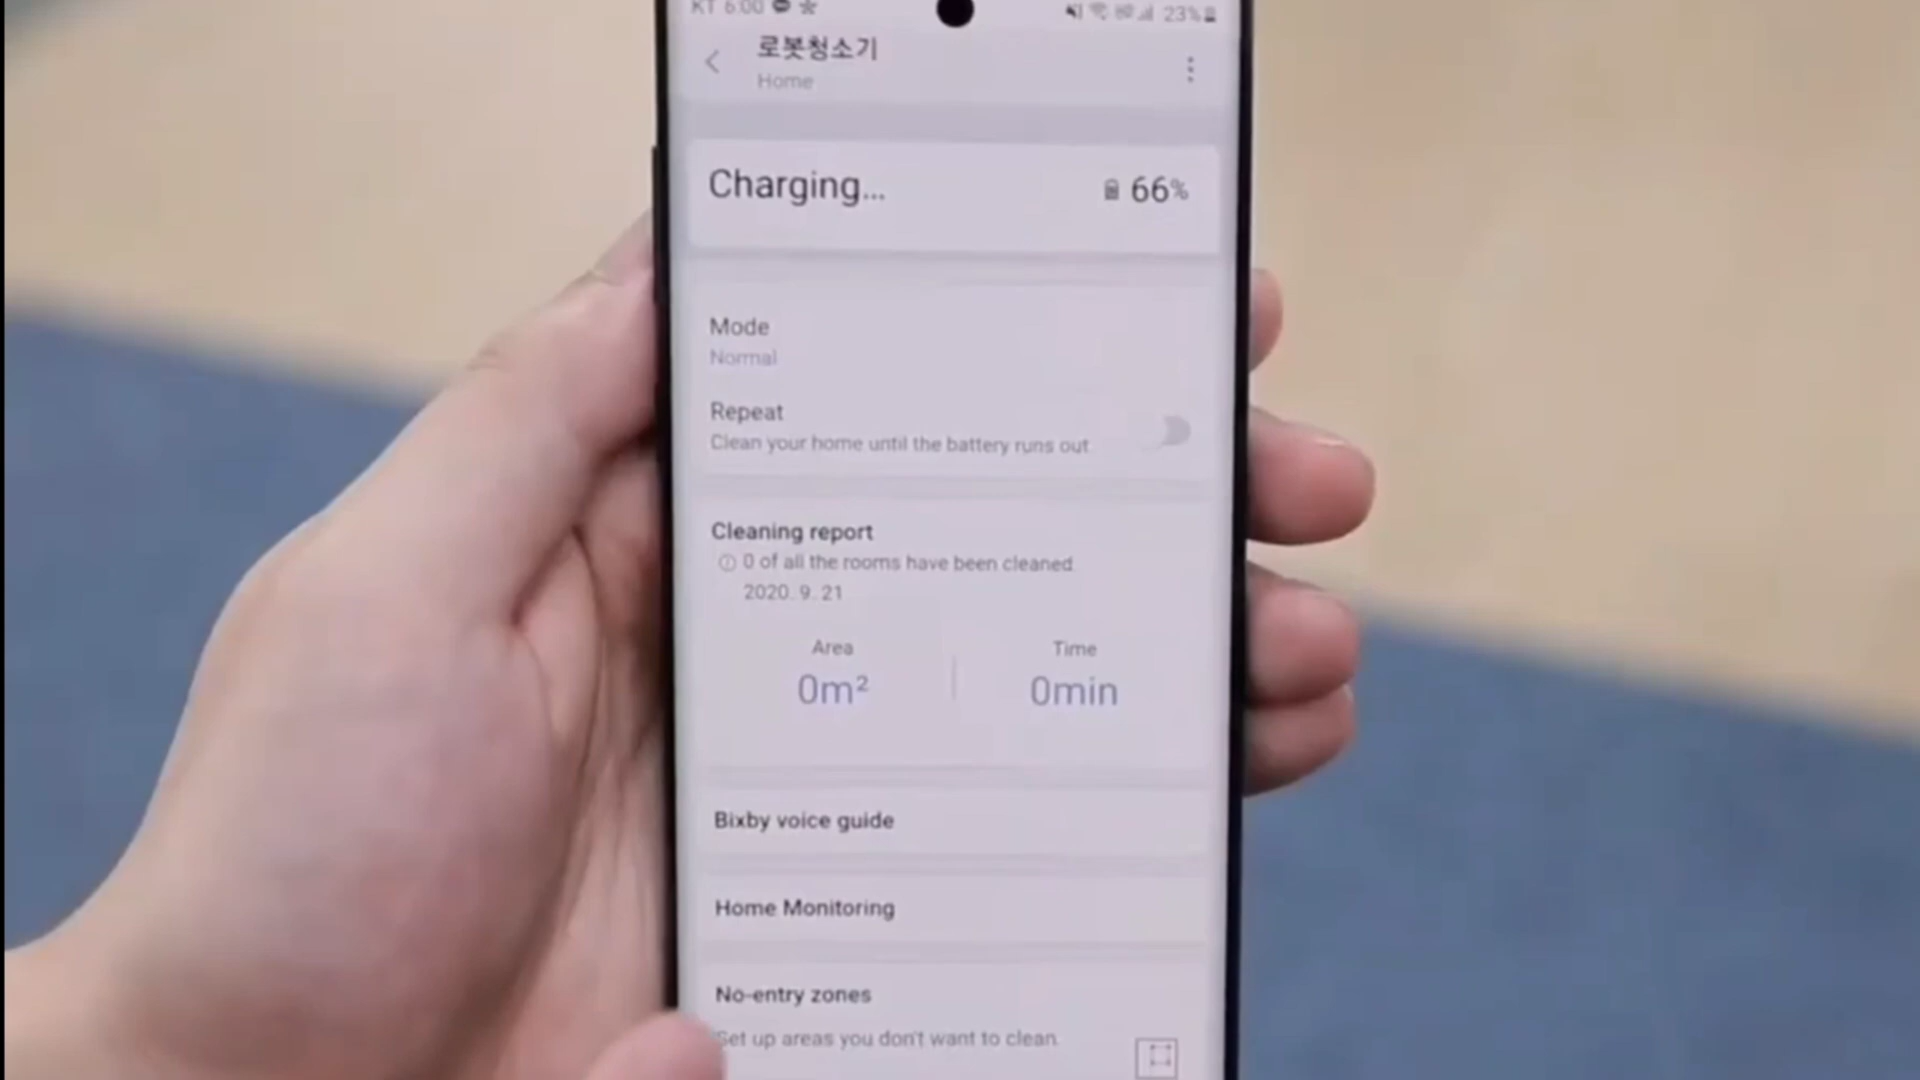 KT 6:00 23%
로봇청소기
Home
Charging... 66%
Mode
Normal
Repeat
Clean your home until the battery runs out
Cleaning report
0 of all the rooms have been cleaned.
2020. 9. 21
Area Time
0m² 0min
Bixby voice guide
Home Monitoring
No-entry zones
Set up areas you don't want to clean.